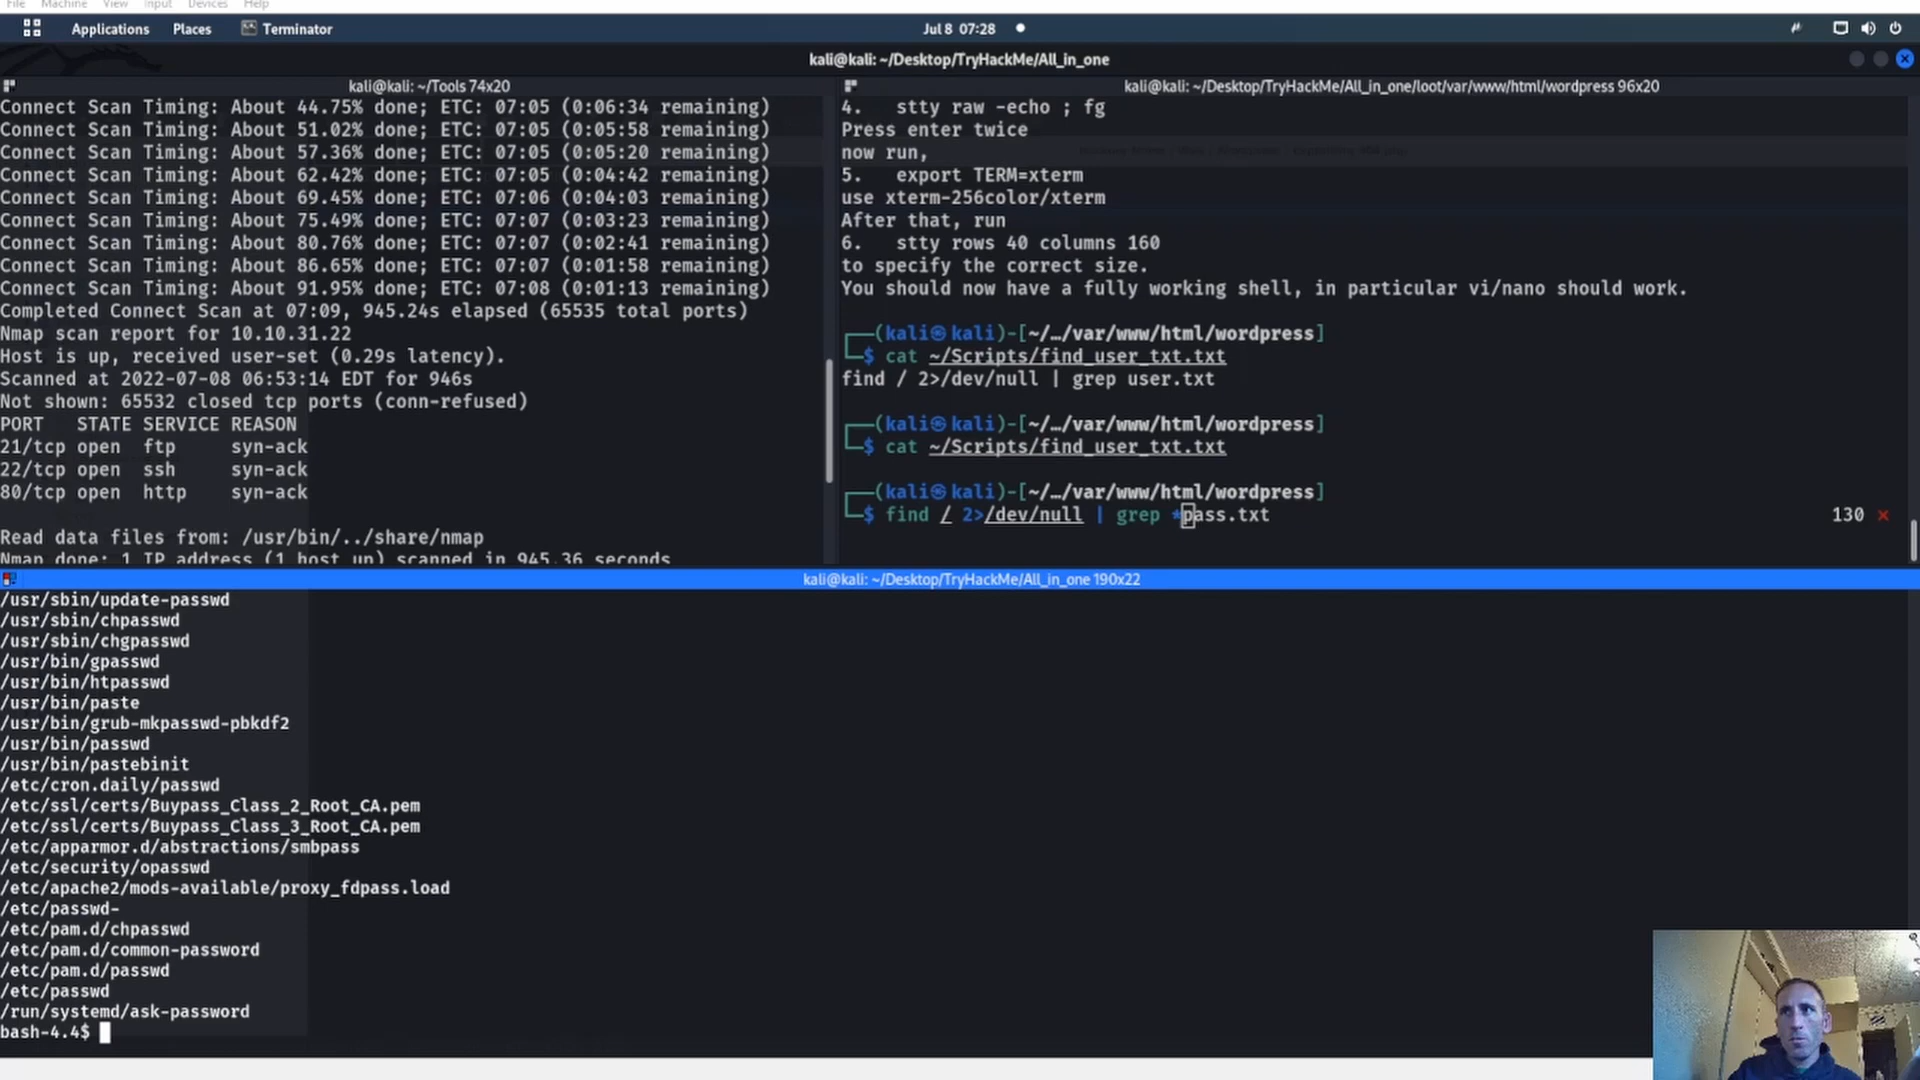 File Machine View Input Devices Help
Applications Places Terminator Jul 8 07:28
kali@kali: ~/Desktop/TryHackMe/All_in_one
kali@kali: ~/Tools 74x20
Connect Scan Timing: About 44.75% done; ETC: 07:05 (0:06:34 remaining)
Connect Scan Timing: About 51.02% done; ETC: 07:05 (0:05:58 remaining)
Connect Scan Timing: About 57.36% done; ETC: 07:05 (0:05:20 remaining)
Connect Scan Timing: About 62.42% done; ETC: 07:05 (0:04:42 remaining)
Connect Scan Timing: About 69.45% done; ETC: 07:06 (0:04:03 remaining)
Connect Scan Timing: About 75.49% done; ETC: 07:07 (0:03:23 remaining)
Connect Scan Timing: About 80.76% done; ETC: 07:07 (0:02:41 remaining)
Connect Scan Timing: About 86.65% done; ETC: 07:07 (0:01:58 remaining)
Connect Scan Timing: About 91.95% done; ETC: 07:08 (0:01:13 remaining)
Completed Connect Scan at 07:09, 945.24s elapsed (65535 total ports)
Nmap scan report for 10.10.31.22
Host is up, received user-set (0.29s latency).
Scanned at 2022-07-08 06:53:14 EDT for 946s
Not shown: 65532 closed tcp ports (conn-refused)
PORT STATE SERVICE REASON
21/tcp open ftp syn-ack
22/tcp open ssh syn-ack
80/tcp open http syn-ack
Read data files from: /usr/bin/../share/nmap
Nmap done: 1 IP address (1 host up) scanned in 945.36 seconds
kali@kali: ~/Desktop/TryHackMe/All_in_one/loot/var/www/html/wordpress 96x20
4. stty raw -echo ; fg
Press enter twice
now run,
5. export TERM=xterm
use xterm-256color/xterm
After that, run
6. stty rows 40 columns 160
to specify the correct size.
You should now have a fully working shell, in particular vi/nano should work.
┌──(kali㉿kali)-[~/…/var/www/html/wordpress]
└─$ cat ~/Scripts/find_user_txt.txt
find / 2>/dev/null | grep user.txt
┌──(kali㉿kali)-[~/…/var/www/html/wordpress]
└─$ cat ~/Scripts/find_user_txt.txt
┌──(kali㉿kali)-[~/…/var/www/html/wordpress]
└─$ find / 2>/dev/null | grep *pass.txt 130 ⨯
kali@kali: ~/Desktop/TryHackMe/All_in_one 190x22
/usr/sbin/update-passwd
/usr/sbin/chpasswd
/usr/sbin/chgpasswd
/usr/bin/gpasswd
/usr/bin/htpasswd
/usr/bin/paste
/usr/bin/grub-mkpasswd-pbkdf2
/usr/bin/passwd
/usr/bin/pastebinit
/etc/cron.daily/passwd
/etc/ssl/certs/Buypass_Class_2_Root_CA.pem
/etc/ssl/certs/Buypass_Class_3_Root_CA.pem
/etc/apparmor.d/abstractions/smbpass
/etc/security/opasswd
/etc/apache2/mods-available/proxy_fdpass.load
/etc/passwd-
/etc/pam.d/chpasswd
/etc/pam.d/common-password
/etc/pam.d/passwd
/etc/passwd
/run/systemd/ask-password
bash-4.4$